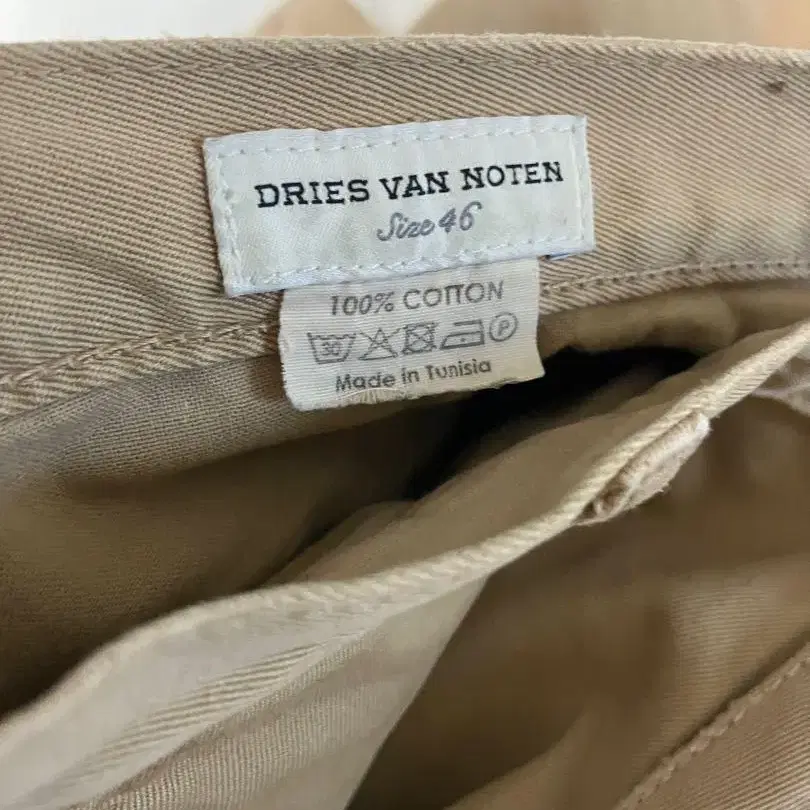 DRIES VAN NOTEN
Size 46
100% COTTON
30 P
Made in Tunisia